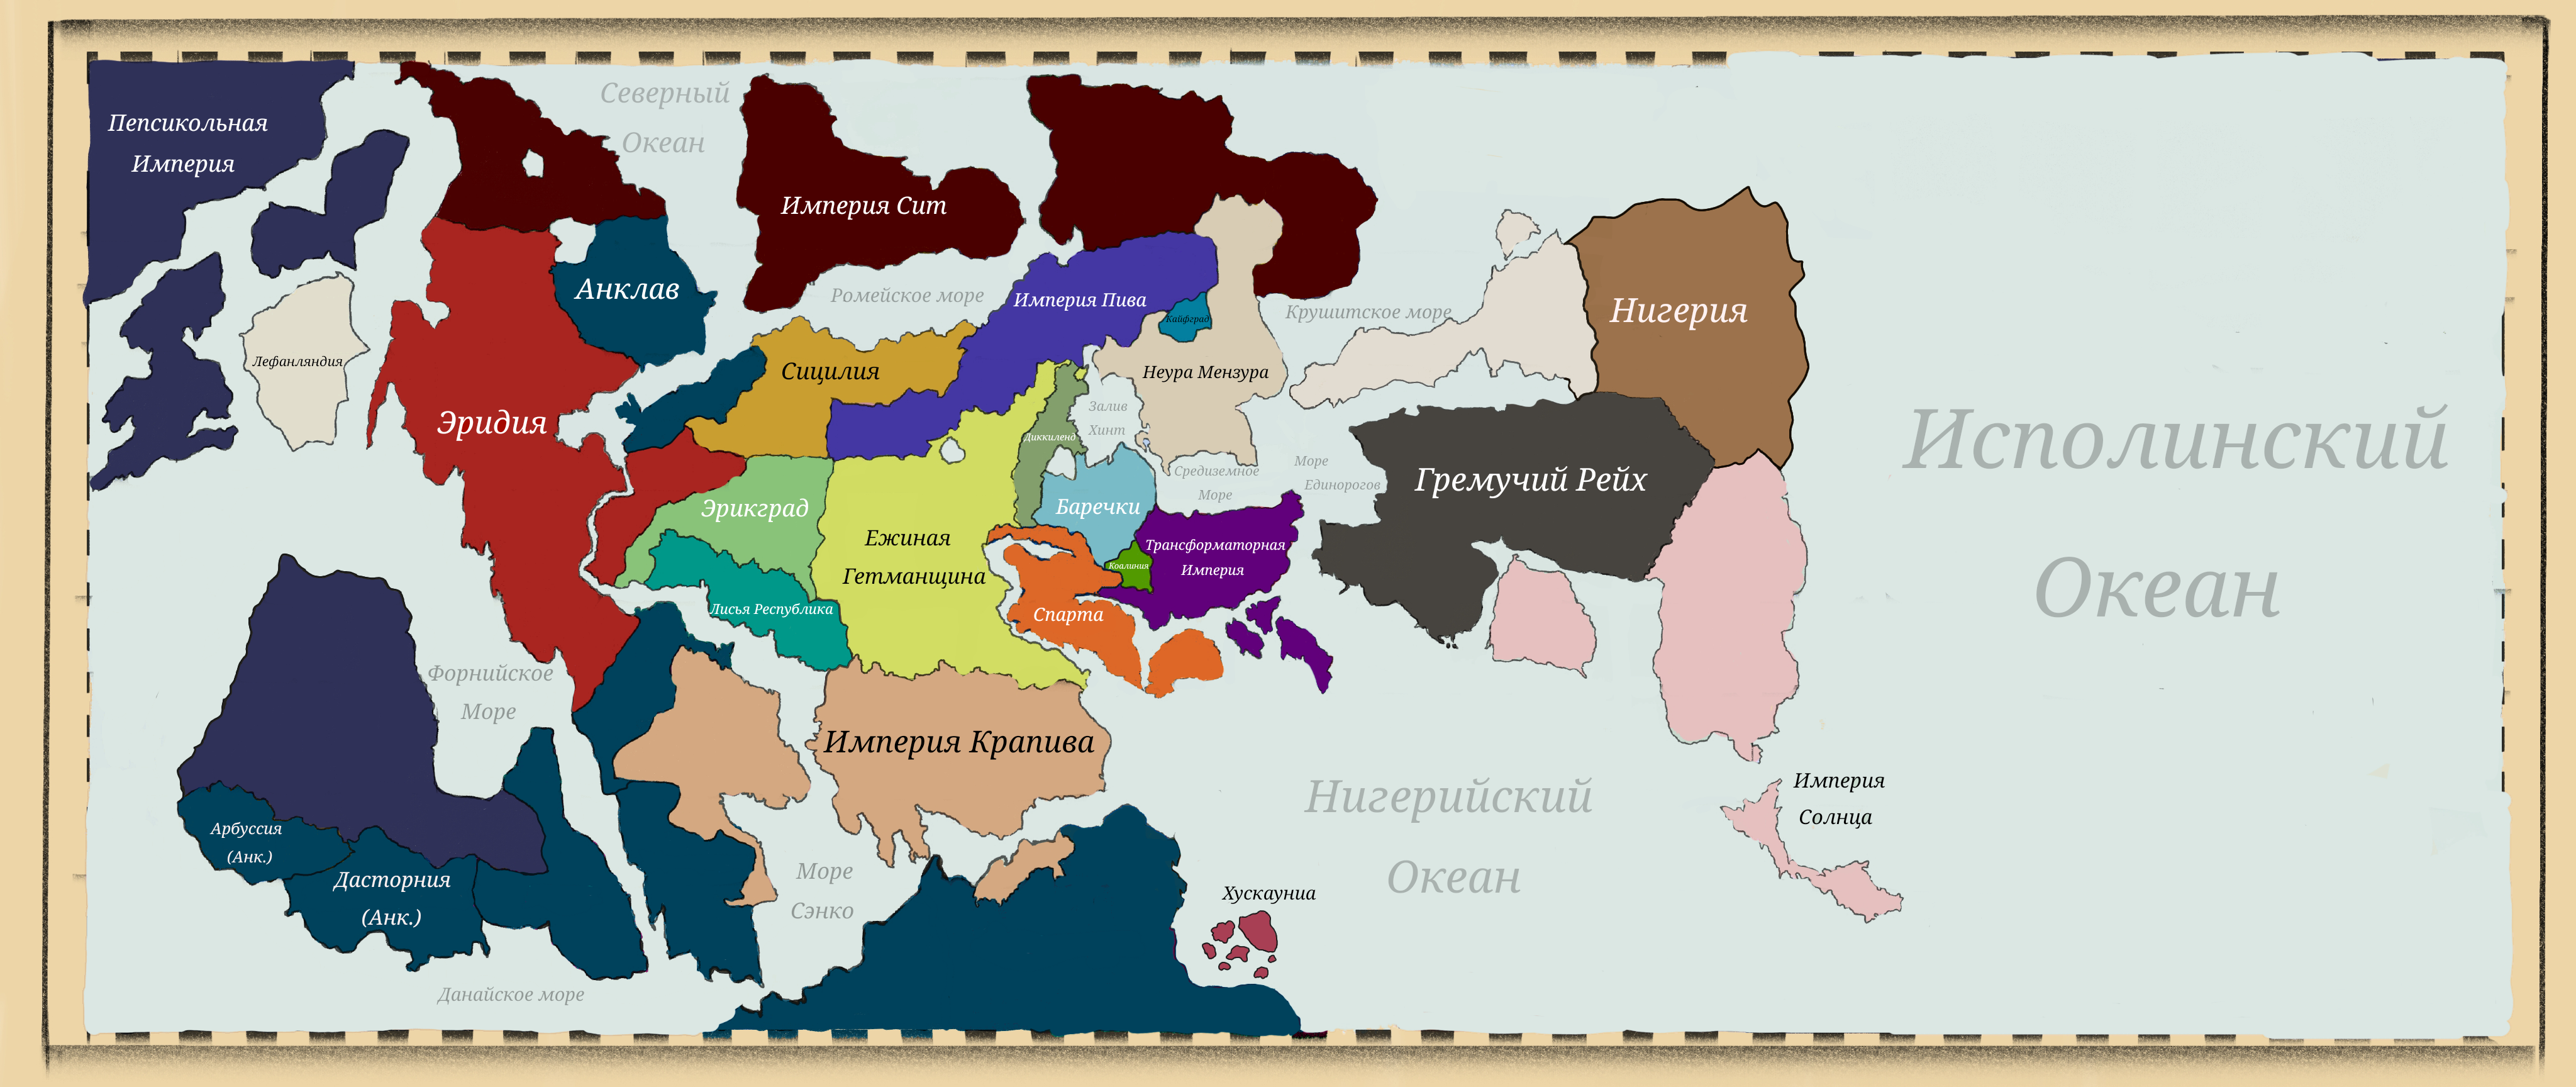 Пепсикольная
Империя
Северный
Океан
Империя Сит
Анклав
Ромейское море
Империя Пива
Кайфград
Крушитское море
Нигерия
Лефанляндия
Сицилия
Неура Мензура
Эридия
Залив
Хинт
Диккиленд
Средиземное
Море
Море
Единорогов
Гремучий Рейх
Исполинский
Океан
Эрикград
Баречки
Ежиная
Гетманщина
Трансформаторная
Империя
Коалиния
Лисья Республика
Спарта
Форнийское
Море
Империя Крапива
Нигерийский
Океан
Империя
Солнца
Арбуссия
(Анк.)
Дасторния
(Анк.)
Море
Сэнко
Хускауниа
Данайское море